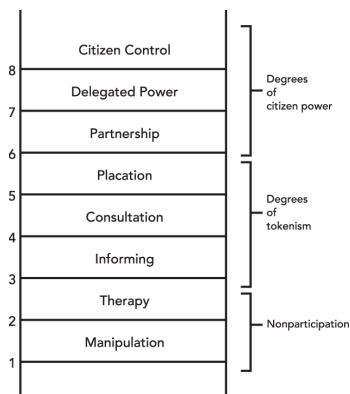 Citizen Control
8
Delegated Power
7
Partnership
6
Placation
5
Consultation
4
Informing
3
Therapy
2
Manipulation
1
Degrees
of
citizen power
Degrees
of
tokenism
Nonparticipation